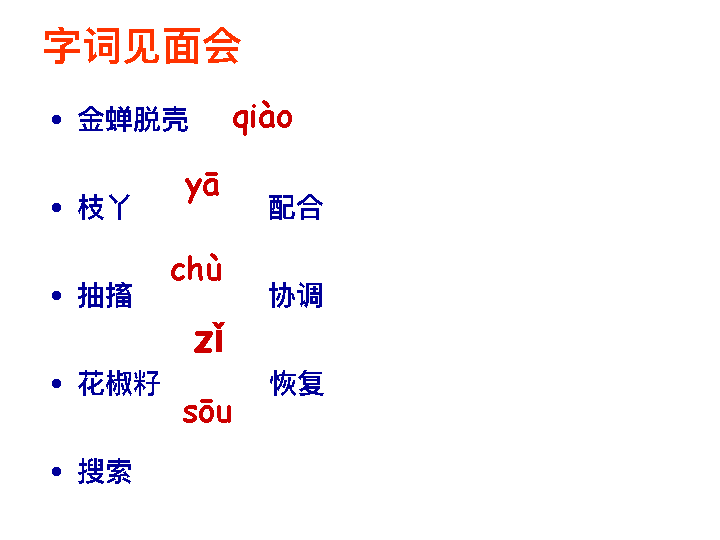 字词见面会
• 金蝉脱壳 qiào
yā
• 枝丫 配合
chù
• 抽搐 协调
zǐ
• 花椒籽 恢复
sōu
• 搜索